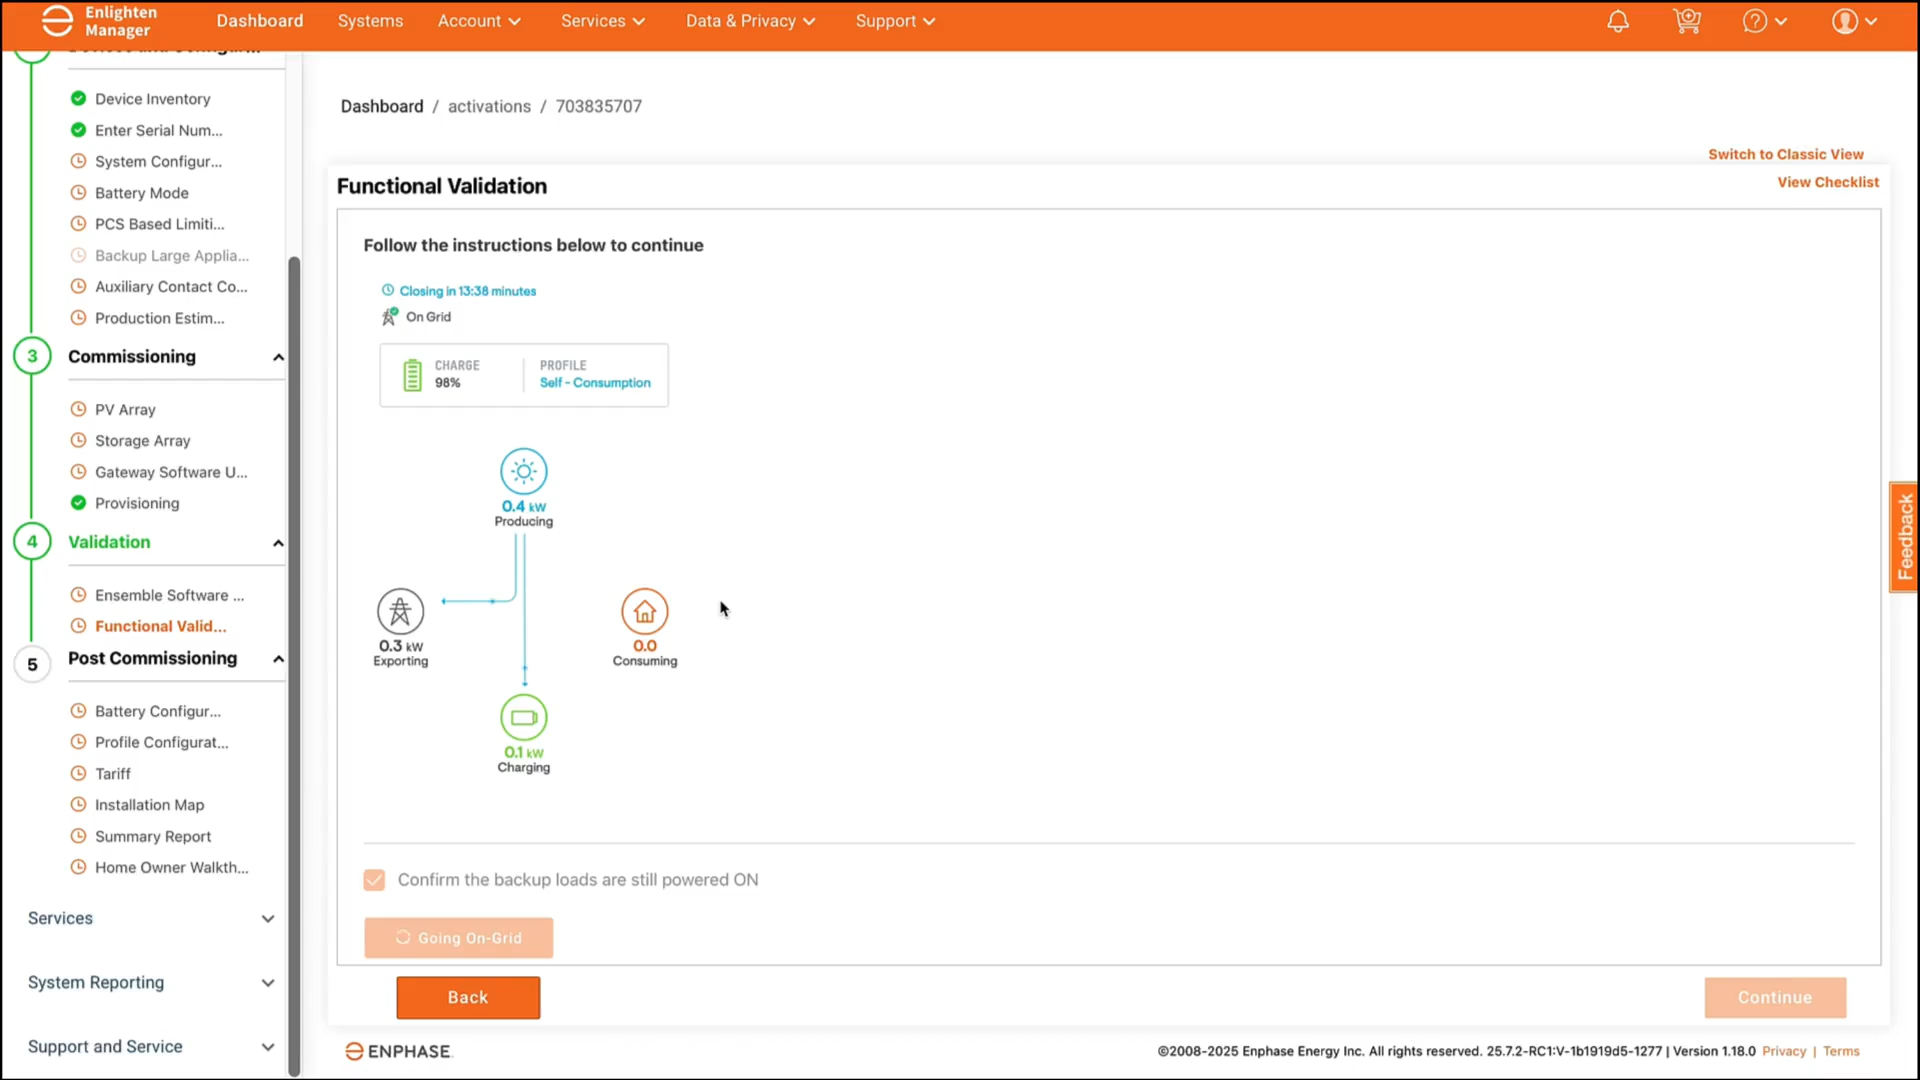 Enlighten
Manager
Dashboard
Systems
Account
Services
Data & Privacy
Support
Device Inventory
Enter Serial Num...
System Configur...
Battery Mode
PCS Based Limiti...
Backup Large Applia...
Auxiliary Contact Co...
Production Estim...
3
Commissioning
PV Array
Storage Array
Gateway Software U...
Provisioning
4
Validation
Ensemble Software ...
Functional Valid...
5
Post Commissioning
Battery Configur...
Profile Configurat...
Tariff
Installation Map
Summary Report
Home Owner Walkth...
Services
System Reporting
Support and Service
Dashboard / activations / 703835707
Switch to Classic View
View Checklist
Functional Validation
Follow the instructions below to continue
Closing in 13:38 minutes
On Grid
CHARGE
98%
PROFILE
Self - Consumption
0.4 kW
Producing
0.3 kW
Exporting
0.0
Consuming
0.1 kW
Charging
Confirm the backup loads are still powered ON
Going On-Grid
Back
Continue
Feedback
ENPHASE.
©2008-2025 Enphase Energy Inc. All rights reserved. 25.7.2-RC1:V-1b1919d5-1277 | Version 1.18.0 Privacy | Terms